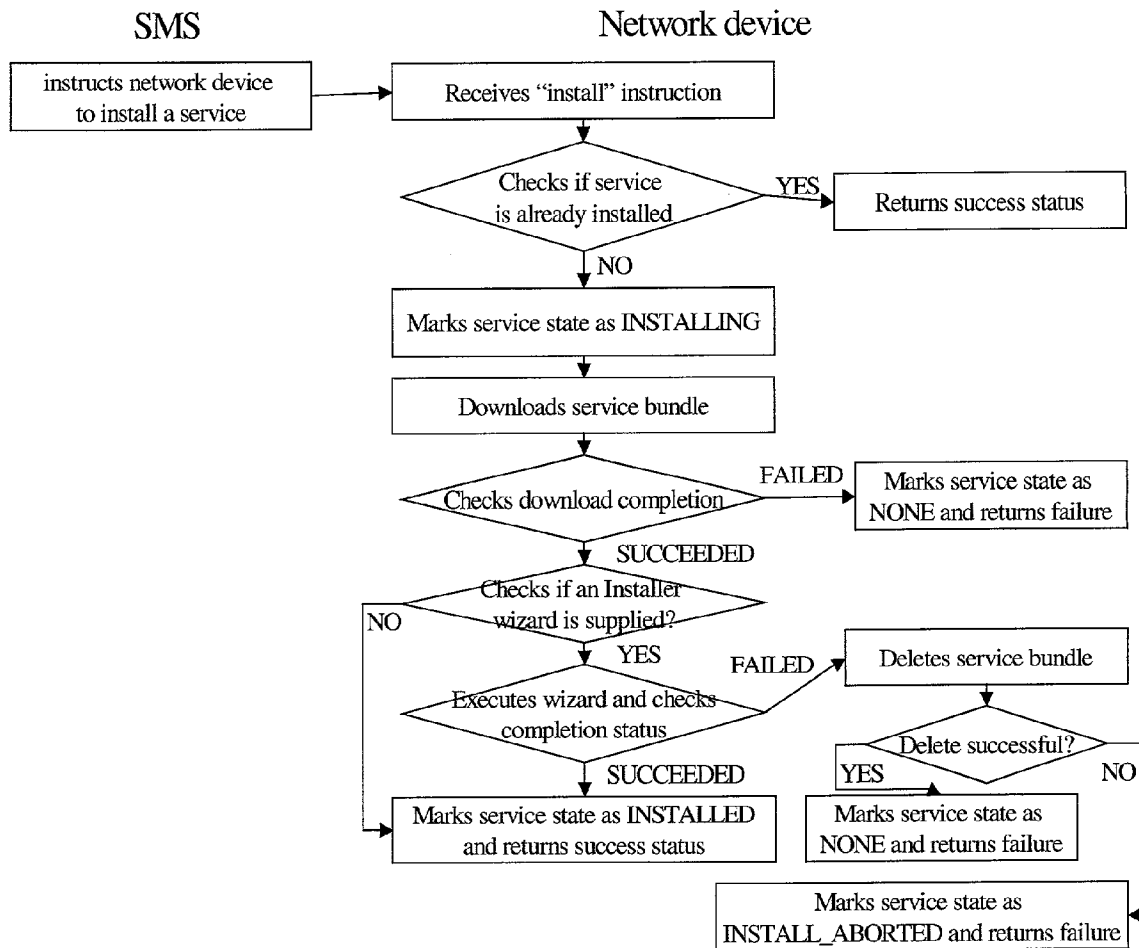 SMS
Network device
instructs network device
to install a service
Receives “install” instruction
Checks if service
is already installed
YES
Returns success status
NO
Marks service state as INSTALLING
Downloads service bundle
Checks download completion
FAILED
Marks service state as
NONE and returns failure
SUCCEEDED
Checks if an Installer
wizard is supplied?
NO
YES
FAILED
Deletes service bundle
Executes wizard and checks
completion status
Delete successful?
YES
NO
SUCCEEDED
Marks service state as INSTALLED
and returns success status
Marks service state as
NONE and returns failure
Marks service state as
INSTALL_ABORTED and returns failure